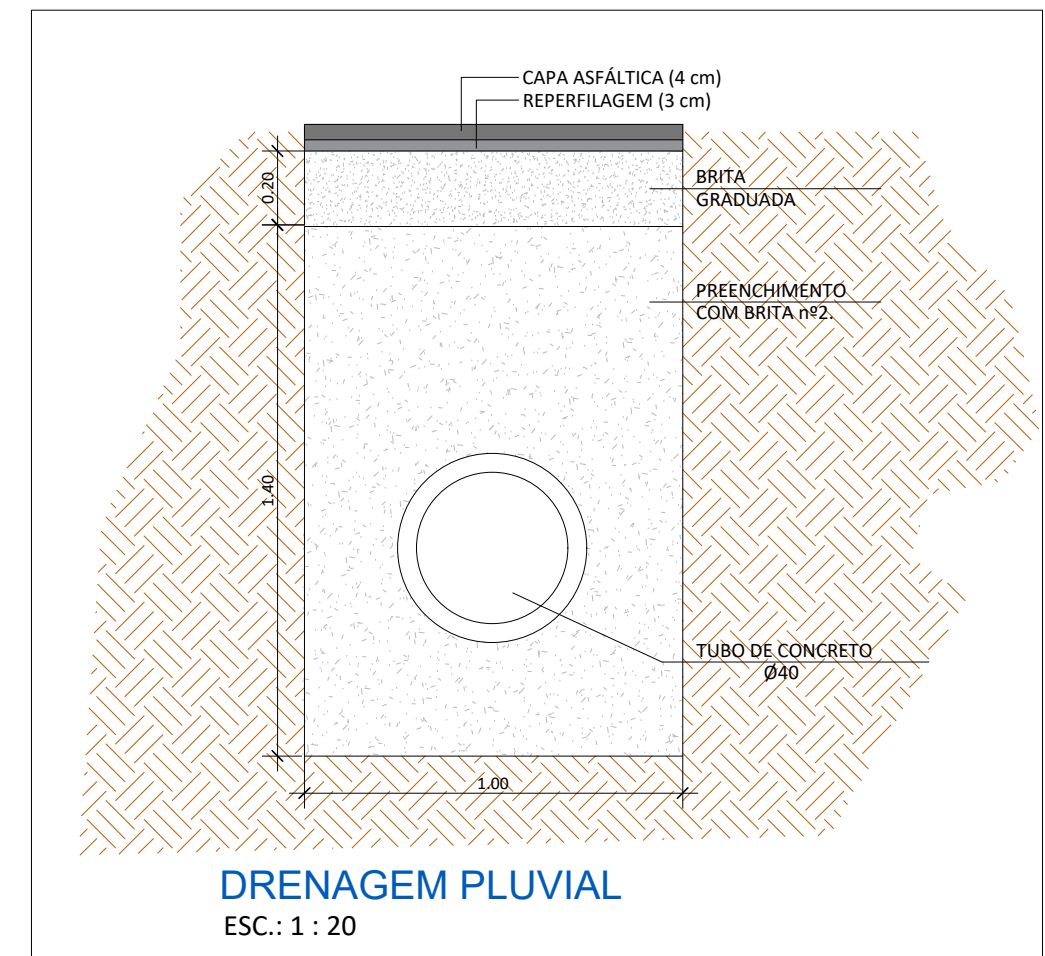 CAPA ASFÁLTICA (4 cm)
REPERFILAGEM (3 cm)
BRITA
GRADUADA
0.20
PREENCHIMENTO
COM BRITA nº2.
1.40
TUBO DE CONCRETO
Ø40
1.00
DRENAGEM PLUVIAL
ESC.: 1 : 20